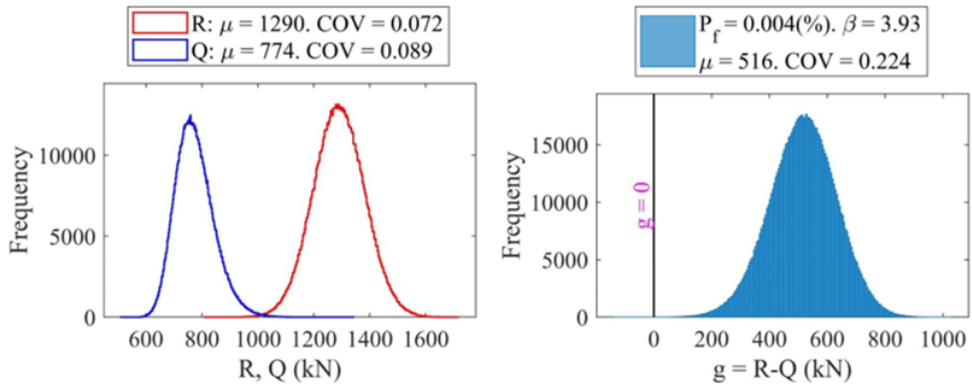 R: μ = 1290. COV = 0.072
Q: μ = 774. COV = 0.089
Frequency
10000
5000
0
600 800 1000 1200 1400 1600
R, Q (kN)
P_f = 0.004(%). β = 3.93
μ = 516. COV = 0.224
Frequency
15000
10000
5000
0
g = 0
0 200 400 600 800 1000
g = R-Q (kN)